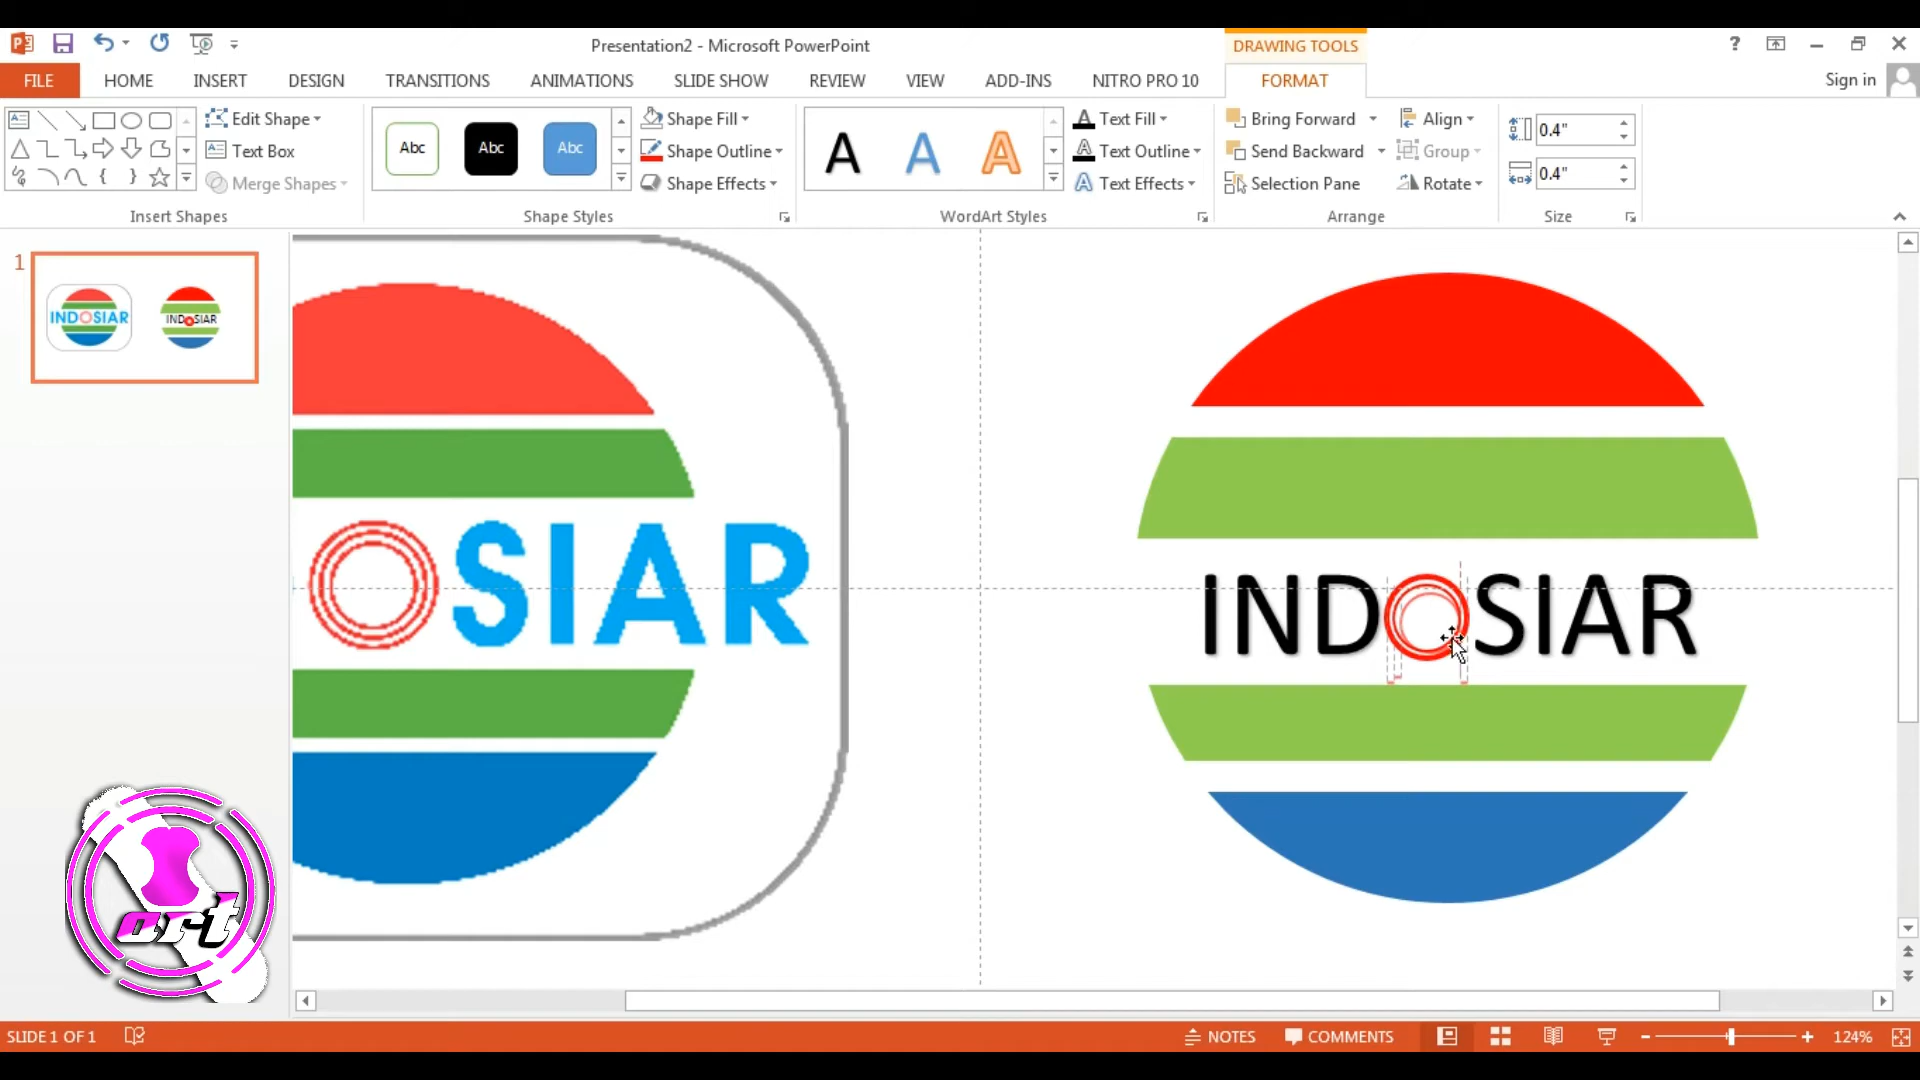 Presentation2 - Microsoft PowerPoint
DRAWING TOOLS
?
FILE HOME INSERT DESIGN TRANSITIONS ANIMATIONS SLIDE SHOW REVIEW VIEW ADD-INS NITRO PRO 10 FORMAT Sign in
Edit Shape
Text Box
Merge Shapes
Insert Shapes
Abc Abc Abc
Shape Fill
Shape Outline
Shape Effects
Shape Styles
A A A
Text Fill
Text Outline
Text Effects
WordArt Styles
Bring Forward
Send Backward
Selection Pane
Align
Group
Rotate
Arrange
0.4"
0.4"
Size
1
INDOSIAR
INDOSIAR
OSIAR
INDOSIAR
art
SLIDE 1 OF 1
NOTES
COMMENTS
124%